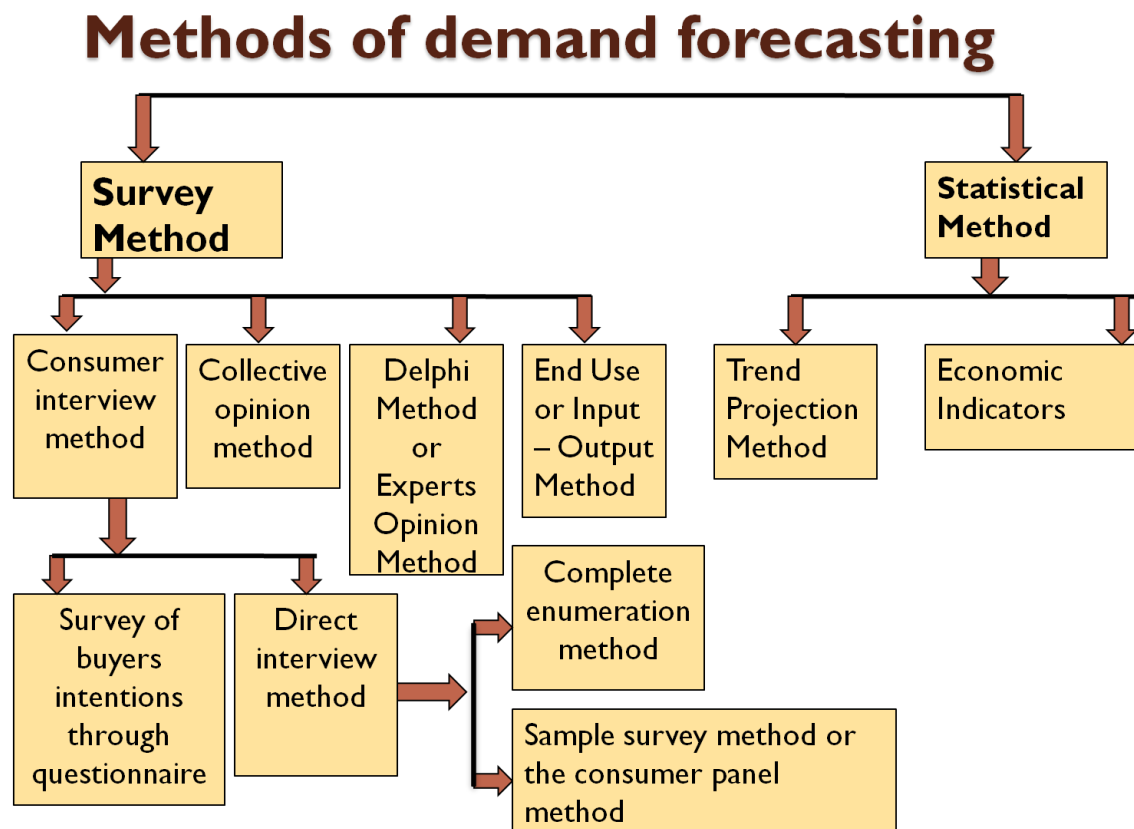 Methods of demand forecasting
Survey
Method
Statistical
Method
Consumer
interview
method
Collective
opinion
method
Delphi
Method
or
Experts
Opinion
Method
End Use
or Input
– Output
Method
Trend
Projection
Method
Economic
Indicators
Survey of
buyers
intentions
through
questionnaire
Direct
interview
method
Complete
enumeration
method
Sample survey method or
the consumer panel
method